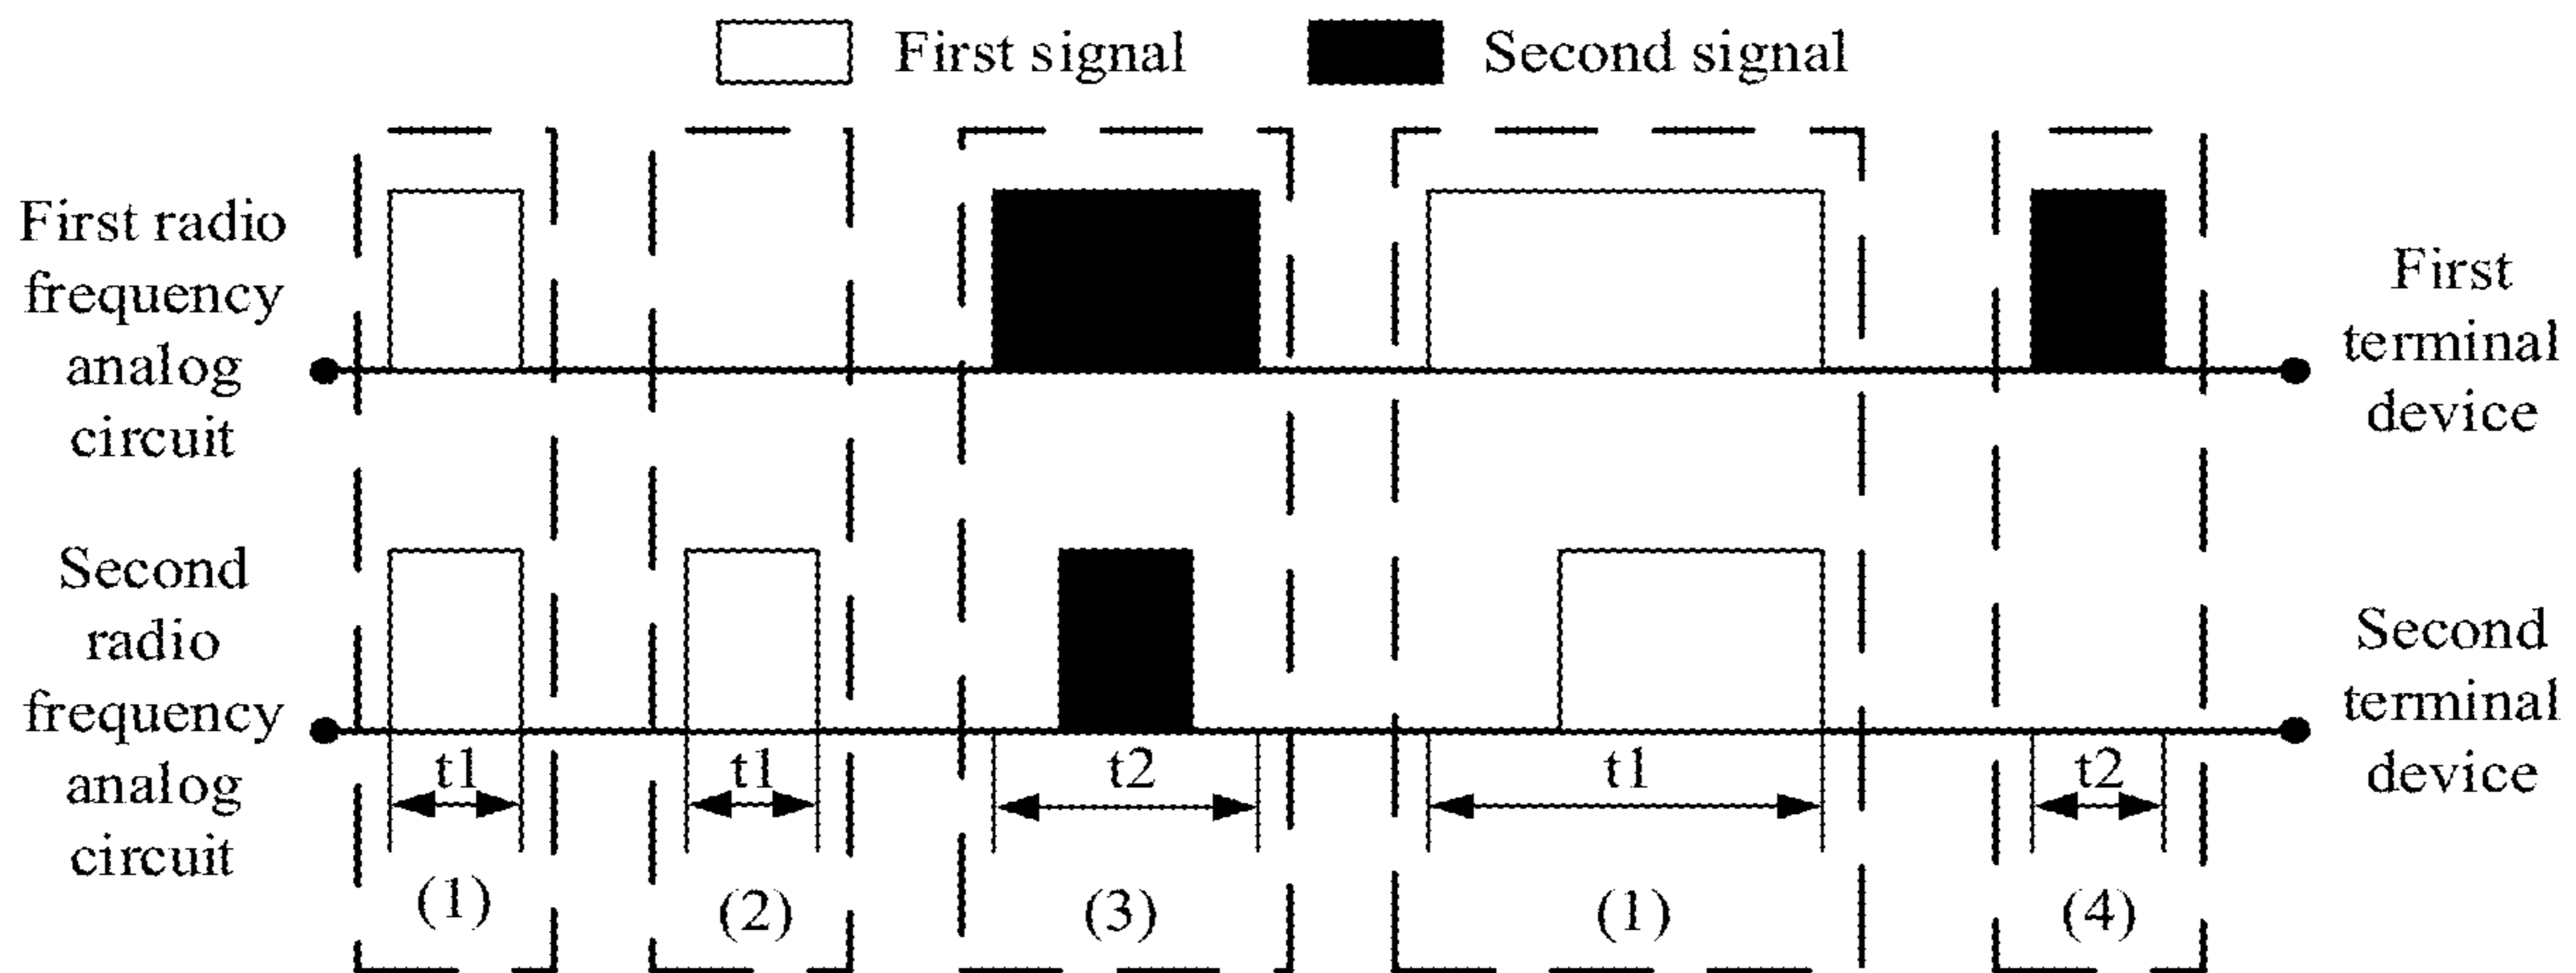 First signal
Second signal
First radio
frequency
analog
circuit
First
terminal
device
Second
radio
frequency
analog
circuit
Second
terminal
device
t1
t1
t2
t1
t2
(1)
(2)
(3)
(1)
(4)